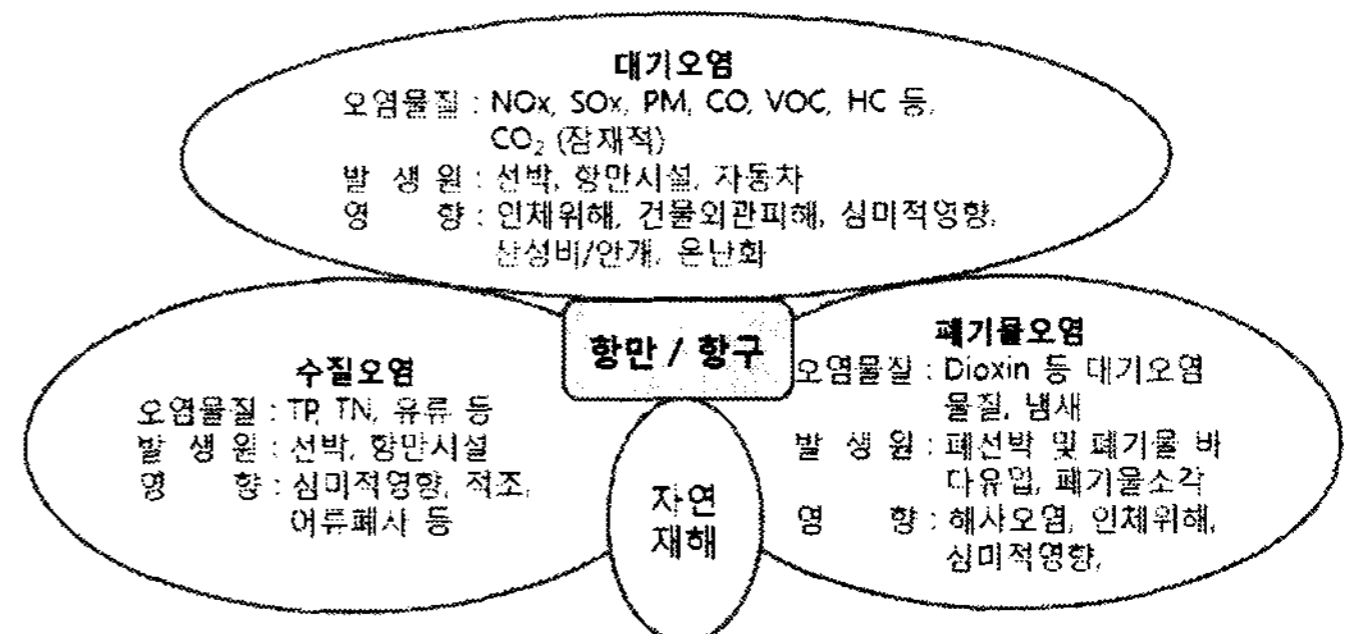 대기오염
오염물질 : NOx, SOx, PM, CO, VOC, HC 등,
CO₂ (잠재적)
발 생 원 : 선박, 항만시설, 자동차
영 향 : 인체위해, 건물외관피해, 심미적영향,
산성비/안개, 온난화
항만 / 항구
수질오염
오염물질 : TP, TN, 유류 등
발 생 원 : 선박, 항만시설
영 향 : 심미적영향, 적조,
어류폐사 등
자연
재해
폐기물오염
오염물질 : Dioxin 등 대기오염
물질, 냄새
발 생 원 : 폐선박 및 폐기물 바
다유입, 폐기물소각
영 향 : 해사오염, 인체위해,
심미적영향,